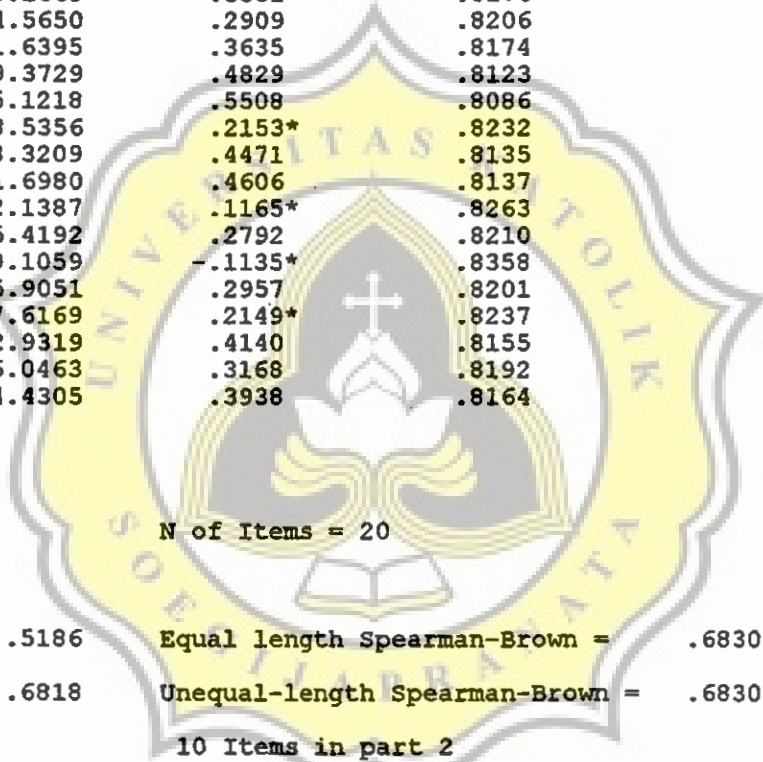 .5650 .2909 .8206
.6395 .3635 .8174
.3729 .4829 .8123
.1218 .5508 .8086
.5356 .2153* .8232
.3209 .4471 .8135
.6980 .4606 .8137
.1387 .1165* .8263
.4192 .2792 .8210
.1059 -.1135* .8358
.9051 .2957 .8201
.6169 .2149* .8237
.9319 .4140 .8155
.0463 .3168 .8192
.4305 .3938 .8164
N of Items = 20
.5186 Equal length Spearman-Brown = .6830
.6818 Unequal-length Spearman-Brown = .6830
10 Items in part 2
UNIVERSITAS KATOLIK
SOEGIJAPRANATA